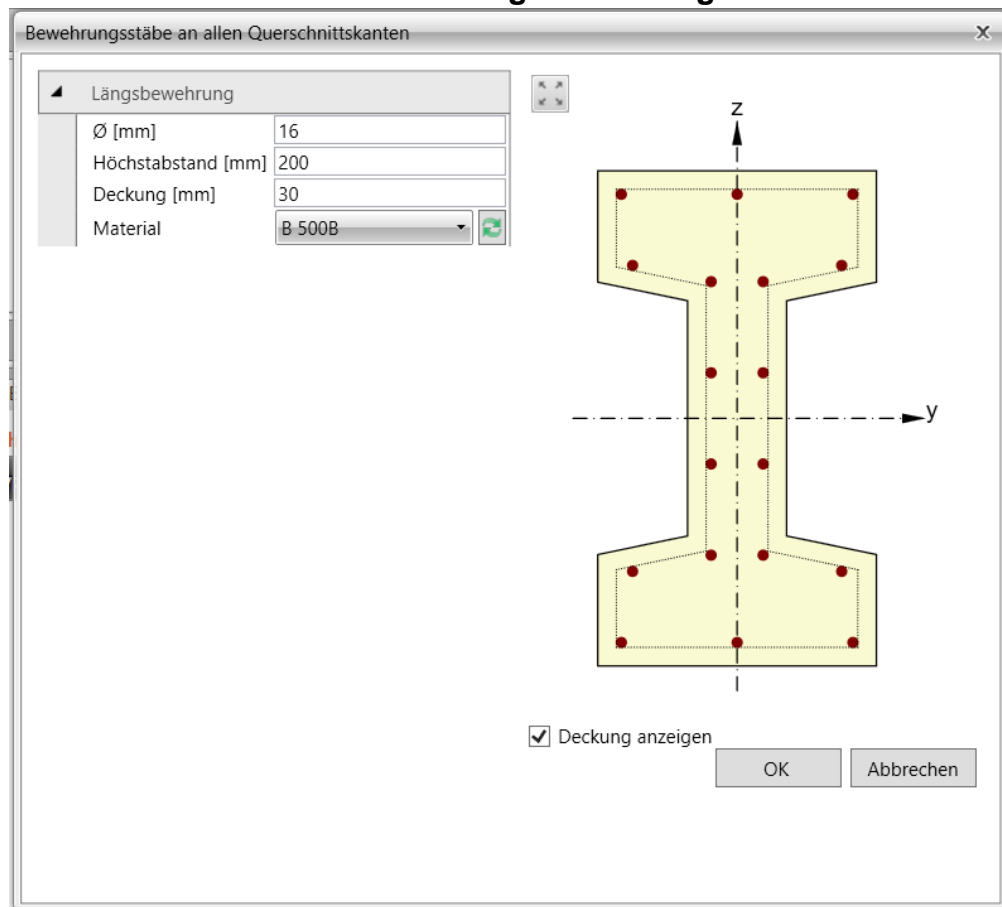 Bewehrungsstäbe an allen Querschnittskanten
Längsbewehrung
Ø [mm] 16
Höchstabstand [mm] 200
Deckung [mm] 30
Material B 500B
z
y
Deckung anzeigen
OK Abbrechen